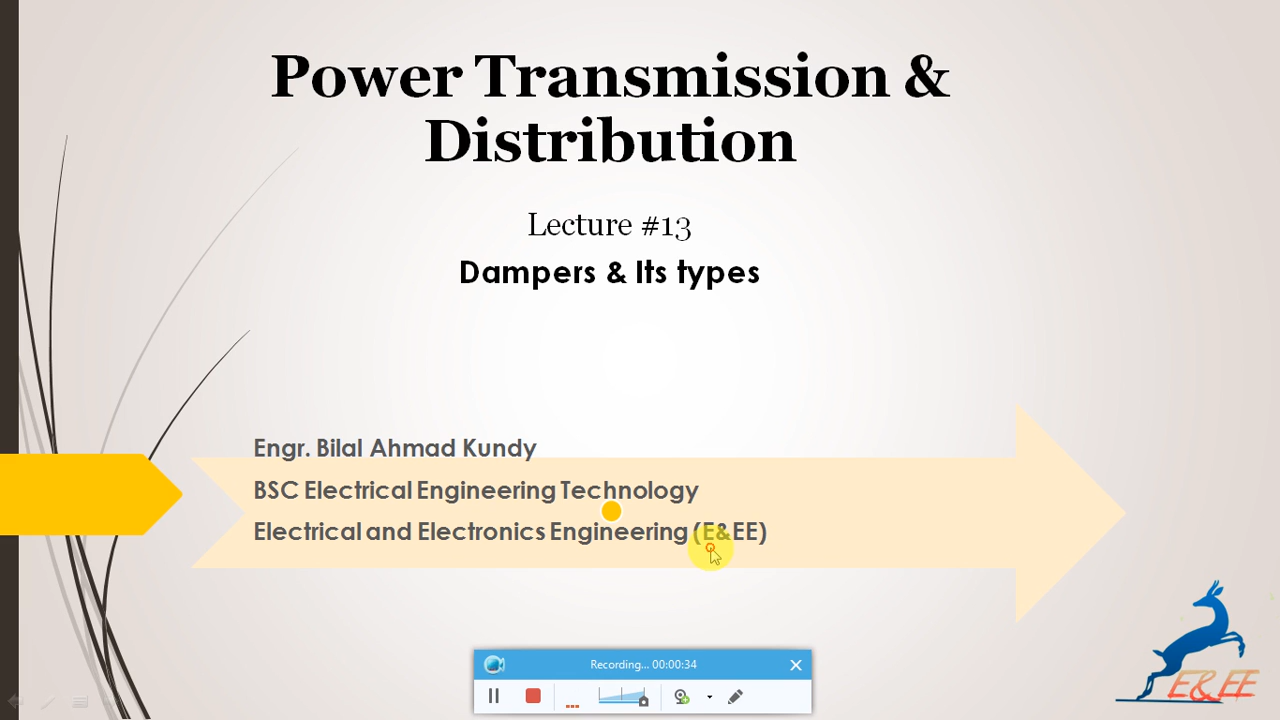 Power Transmission &
Distribution
Lecture #13
Dampers & Its types
Engr. Bilal Ahmad Kundy
BSC Electrical Engineering Technology
Electrical and Electronics Engineering (E&EE)
E&EE
Recording... 00:00:34